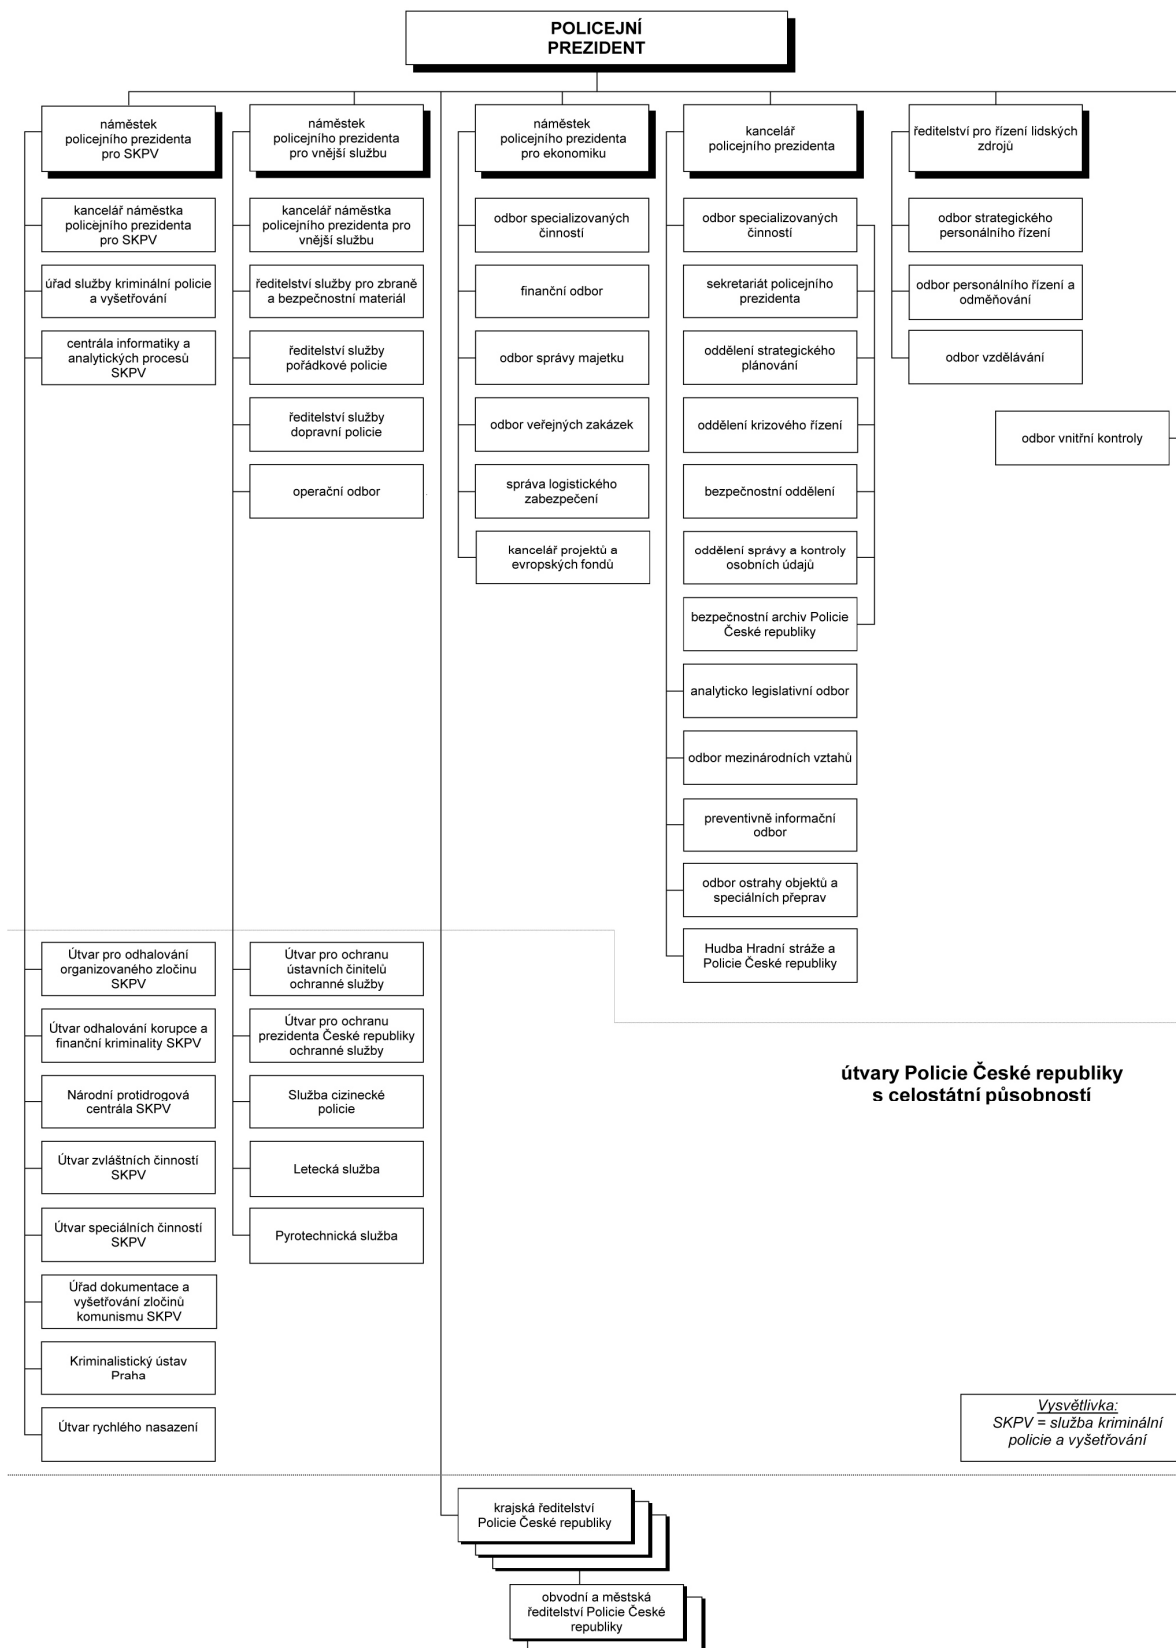 POLICEJNÍ
PREZIDENT
náměstek
policejního prezidenta
pro SKPV
kancelář náměstka
policejního prezidenta
pro SKPV
úřad služby kriminální policie
a vyšetřování
centrála informatiky a
analytických procesů
SKPV
náměstek
policejního prezidenta
pro vnější službu
kancelář náměstka
policejního prezidenta pro
vnější službu
ředitelství služby pro zbraně
a bezpečnostní materiál
ředitelství služby
pořádkové policie
ředitelství služby
dopravní policie
operační odbor
náměstek
policejního prezidenta
pro ekonomiku
odbor specializovaných
činností
finanční odbor
odbor správy majetku
odbor veřejných zakázek
správa logistického
zabezpečení
kancelář projektů a
evropských fondů
kancelář
policejního prezidenta
odbor specializovaných
činností
sekretariát policejního
prezidenta
oddělení strategického
plánování
oddělení krizového řízení
bezpečnostní oddělení
oddělení správy a kontroly
osobních údajů
bezpečnostní archiv Policie
České republiky
analyticko legislativní odbor
odbor mezinárodních vztahů
preventivně informační
odbor
odbor ostrahy objektů a
speciálních přeprav
Hudba Hradní stráže a
Policie České republiky
ředitelství pro řízení lidských
zdrojů
odbor strategického
personálního řízení
odbor personálního řízení a
odměňování
odbor vzdělávání
odbor vnitřní kontroly
Útvar pro odhalování
organizovaného zločinu
SKPV
Útvar odhalování korupce a
finanční kriminality SKPV
Národní protidrogová
centrála SKPV
Útvar zvláštních činností
SKPV
Útvar speciálních činností
SKPV
Úřad dokumentace a
vyšetřování zločinů
komunismu SKPV
Kriminalistický ústav
Praha
Útvar rychlého nasazení
Útvar pro ochranu
ústavních činitelů
ochranné služby
Útvar pro ochranu
prezidenta České republiky
ochranné služby
Služba cizinecké
policie
Letecká služba
Pyrotechnická služba
útvary Policie České republiky
s celostátní působností
Vysvětlivka:
SKPV = služba kriminální
policie a vyšetřování
krajská ředitelství
Policie České republiky
obvodní a městská
ředitelství Policie České
republiky